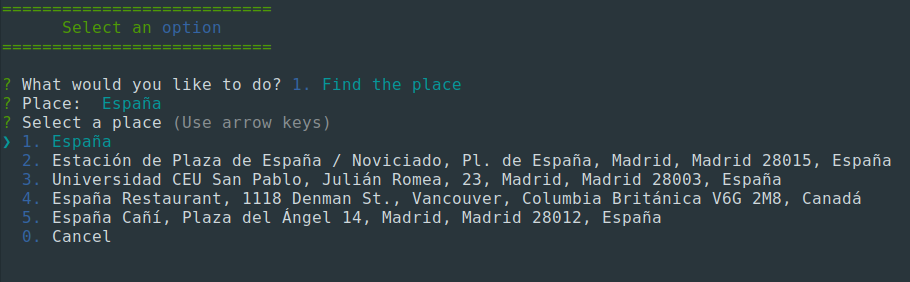 ===========================
Select an option
===========================
? What would you like to do? 1. Find the place
? Place:  España
? Select a place (Use arrow keys)
❯ 1. España
2. Estación de Plaza de España / Noviciado, Pl. de España, Madrid, Madrid 28015, España
3. Universidad CEU San Pablo, Julián Romea, 23, Madrid, Madrid 28003, España
4. España Restaurant, 1118 Denman St., Vancouver, Columbia Británica V6G 2M8, Canadá
5. España Cañí, Plaza del Ángel 14, Madrid, Madrid 28012, España
0. Cancel